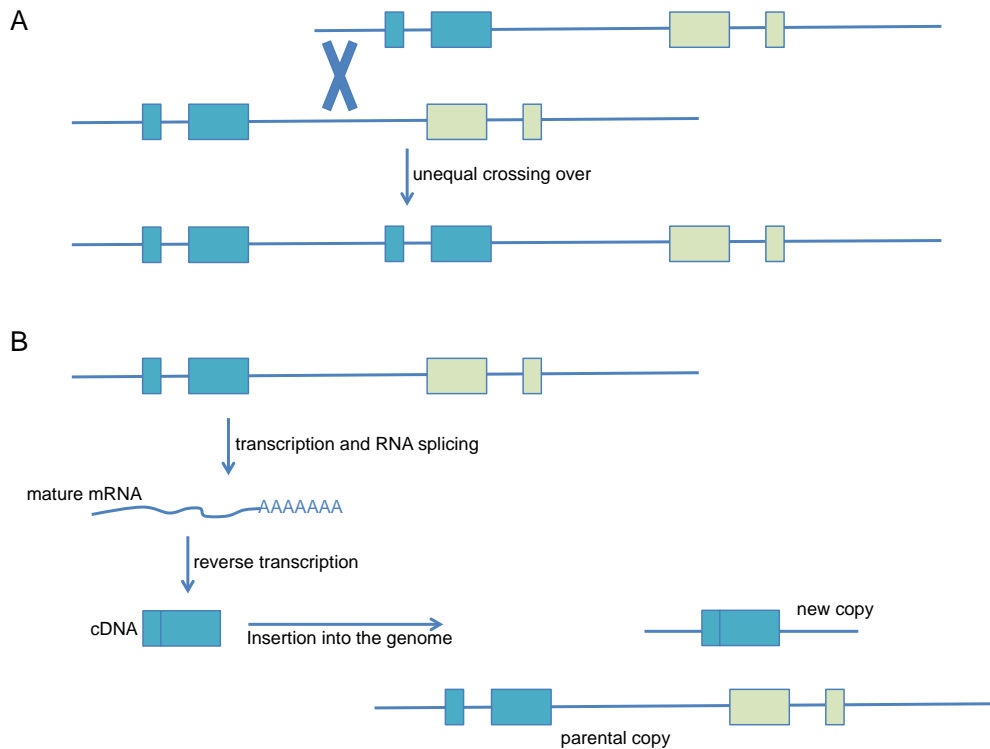 A
unequal crossing over
B
transcription and RNA splicing
mature mRNA
AAAAAAA
reverse transcription
cDNA
Insertion into the genome
new copy
parental copy